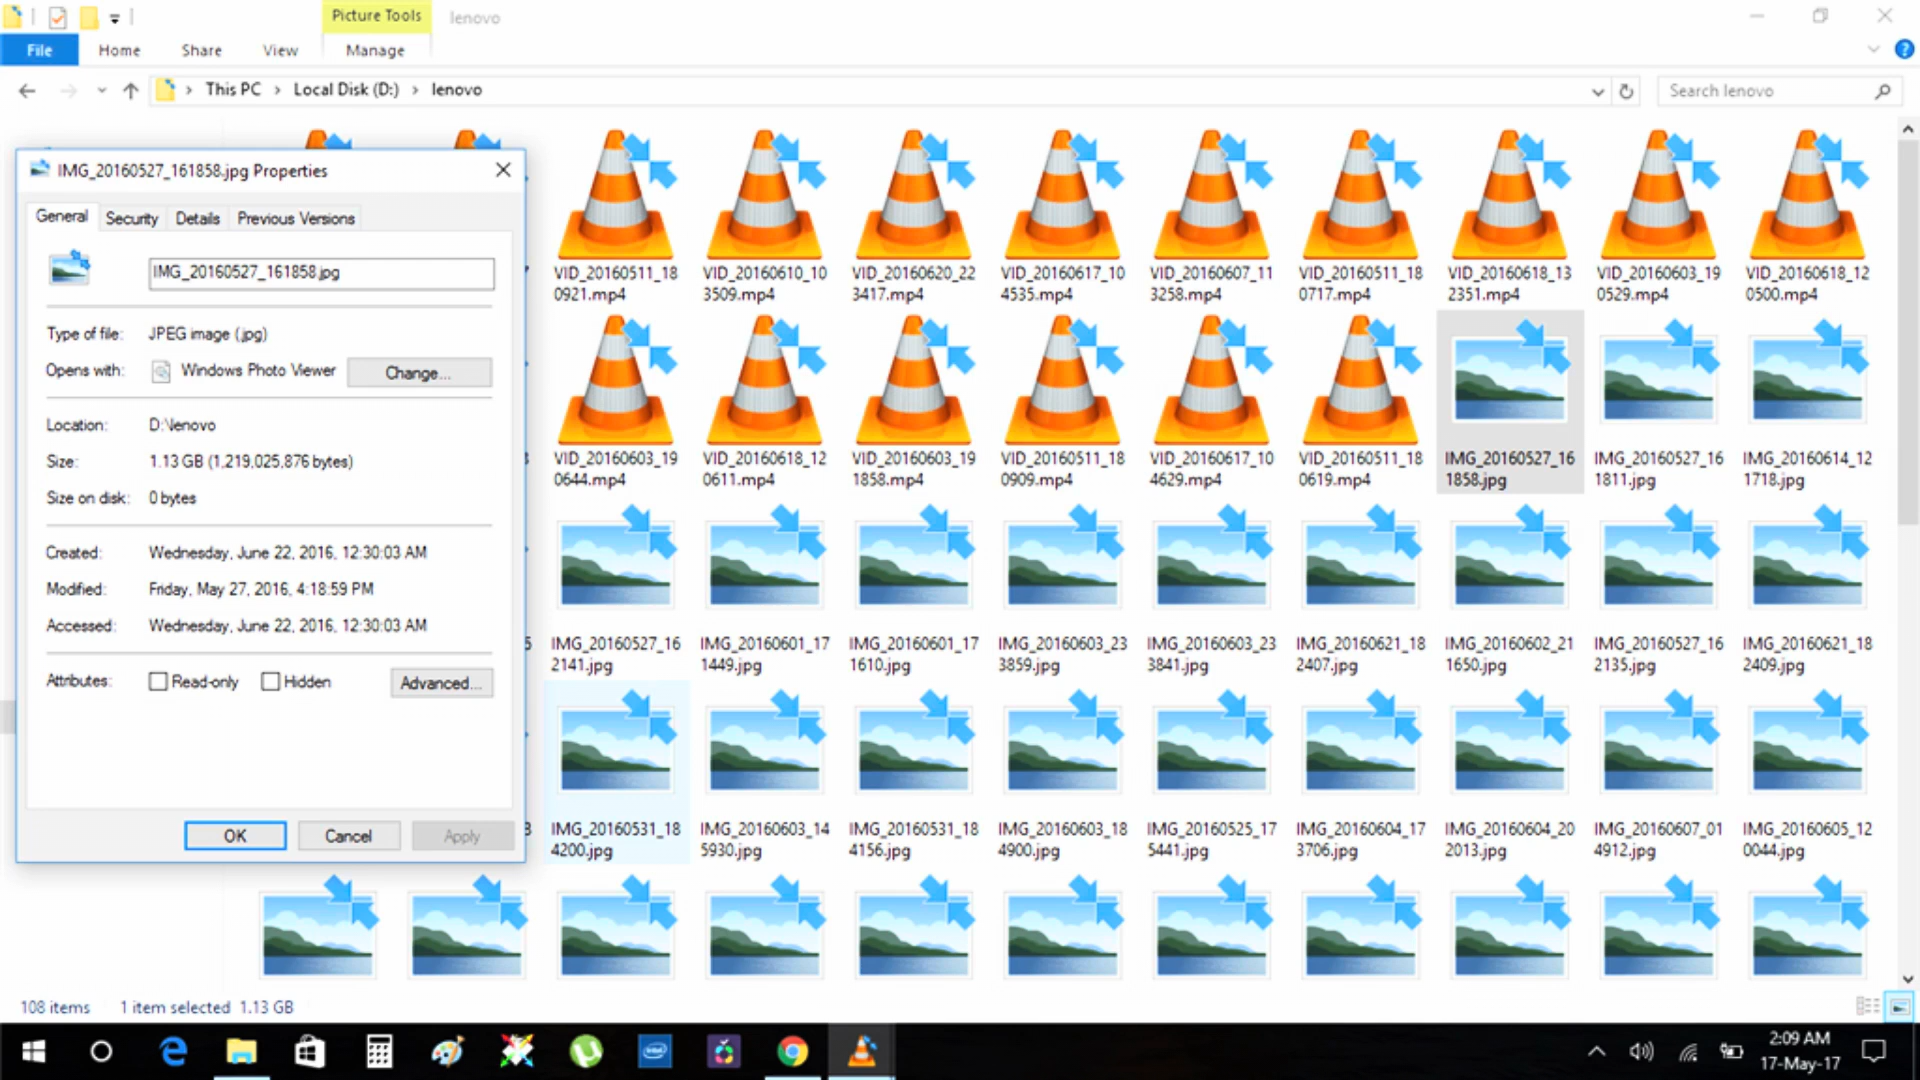 Picture Tools
lenovo
File
Home
Share
View
Manage
This PC
Local Disk (D:)
lenovo
Search lenovo
IMG_20160527_161858.jpg Properties
General
Security
Details
Previous Versions
IMG_20160527_161858.jpg
Type of file: JPEG image (.jpg)
Opens with: Windows Photo Viewer
Change...
Location: D:\lenovo
Size: 1.13 GB (1,219,025,876 bytes)
Size on disk: 0 bytes
Created: Wednesday, June 22, 2016, 12:30:03 AM
Modified: Friday, May 27, 2016, 4:18:59 PM
Accessed: Wednesday, June 22, 2016, 12:30:03 AM
Attributes: Read-only Hidden Advanced...
OK Cancel Apply
VID_20160511_18 VID_20160610_10 VID_20160620_22 VID_20160617_10 VID_20160607_11 VID_20160511_18 VID_20160618_13 VID_20160603_19 VID_20160618_12
0921.mp4 3509.mp4 3417.mp4 4535.mp4 3258.mp4 0717.mp4 2351.mp4 0529.mp4 0500.mp4
VID_20160603_19 VID_20160618_12 VID_20160603_19 VID_20160511_18 VID_20160617_10 VID_20160511_18 IMG_20160527_16 IMG_20160527_16 IMG_20160614_12
0644.mp4 0611.mp4 1858.mp4 0909.mp4 4629.mp4 0619.mp4 1858.jpg 1811.jpg 1718.jpg
IMG_20160527_16 IMG_20160601_17 IMG_20160601_17 IMG_20160603_23 IMG_20160603_23 IMG_20160621_18 IMG_20160602_21 IMG_20160527_16 IMG_20160621_18
2141.jpg 1449.jpg 1610.jpg 3859.jpg 3841.jpg 2407.jpg 1650.jpg 2135.jpg 2409.jpg
IMG_20160531_18 IMG_20160603_14 IMG_20160531_18 IMG_20160603_18 IMG_20160525_17 IMG_20160604_17 IMG_20160604_20 IMG_20160607_01 IMG_20160605_12
4200.jpg 5930.jpg 4156.jpg 4900.jpg 5441.jpg 3706.jpg 2013.jpg 4912.jpg 0044.jpg
108 items 1 item selected 1.13 GB
2:09 AM
17-May-17